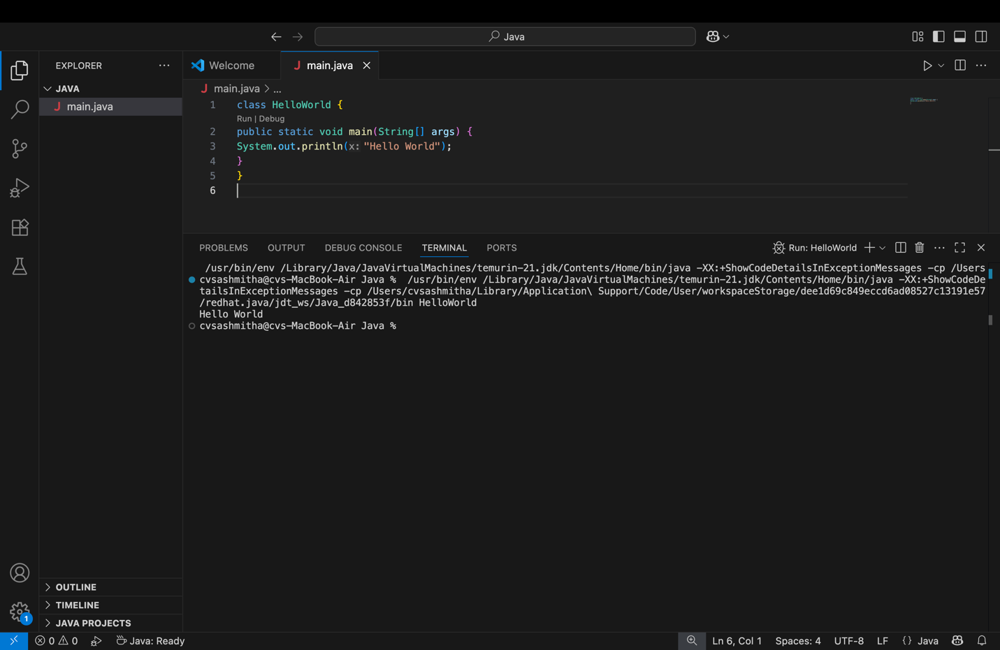 Java
EXPLORER
Welcome
main.java
JAVA
main.java
main.java > ...
1 class HelloWorld {
Run | Debug
2 public static void main(String[] args) {
3 System.out.println(x: "Hello World");
4 }
5 }
6
PROBLEMS OUTPUT DEBUG CONSOLE TERMINAL PORTS
Run: HelloWorld
/usr/bin/env /Library/Java/JavaVirtualMachines/temurin-21.jdk/Contents/Home/bin/java -XX:+ShowCodeDetailsInExceptionMessages -cp /Users
cvsashmitha@cvs-MacBook-Air Java %  /usr/bin/env /Library/Java/JavaVirtualMachines/temurin-21.jdk/Contents/Home/bin/java -XX:+ShowCodeDe
tailsInExceptionMessages -cp /Users/cvsashmitha/Library/Application\ Support/Code/User/workspaceStorage/dee1d69c849eccd6ad08527c13191e57
/redhat.java/jdt_ws/Java_d842853f/bin HelloWorld
Hello World
cvsashmitha@cvs-MacBook-Air Java %
OUTLINE
TIMELINE
JAVA PROJECTS
1
0 0 Java: Ready
Ln 6, Col 1 Spaces: 4 UTF-8 LF {} Java